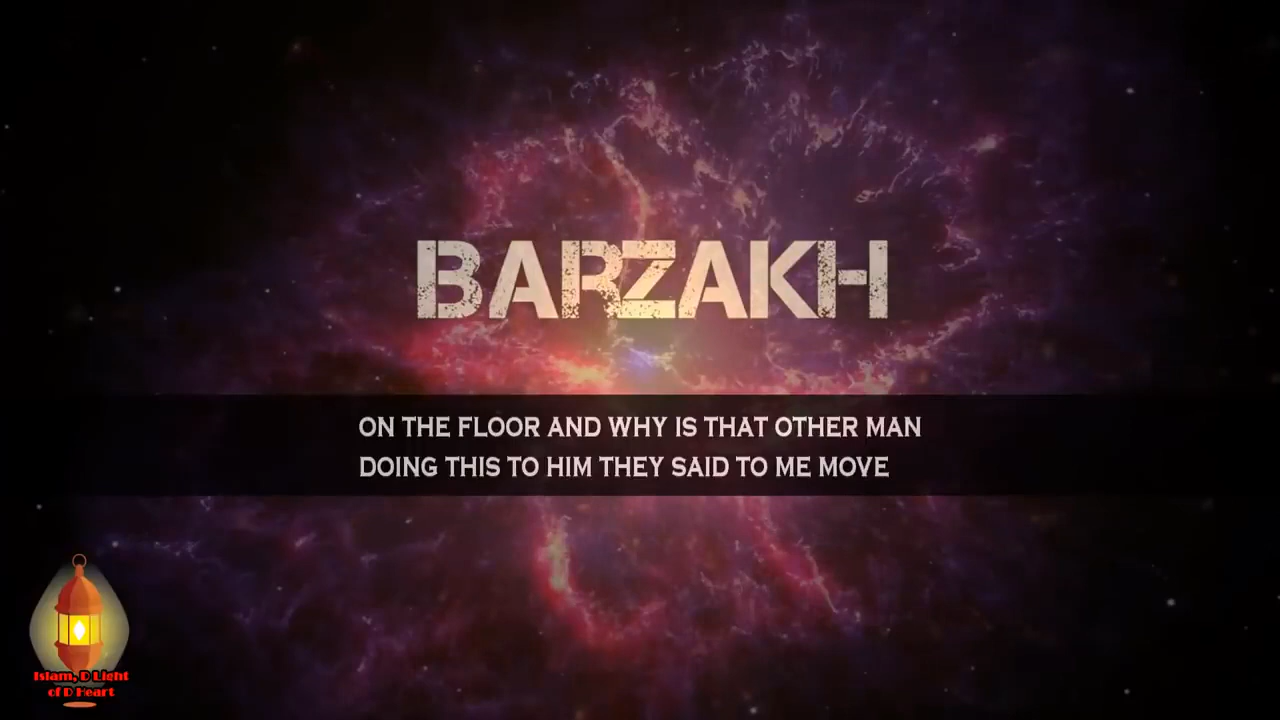 BARZAKH
ON THE FLOOR AND WHY IS THAT OTHER MAN
DOING THIS TO HIM THEY SAID TO ME MOVE
Islam, D Light
of D Heart